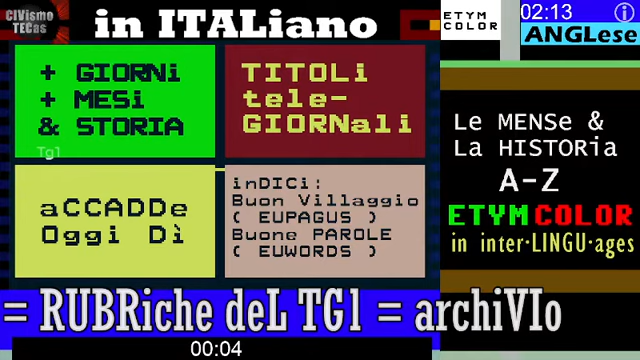 CIVismo
TECas
in ITALiano
ETYM
COLOR
02:13
ANGLese
+ GIORNi
+ MESi
& STORIA
Tg1
TITOLi
tele-
GIORNali
aCCADDe
Oggi Dì
inDICi:
Buon Villaggio
( EUPAGUS )
Buone PAROLE
( EUWORDS )
Le MENSe &
La HISTORia
A-Z
ETYMCOLOR
in inter·LINGU·ages
= RUBRiche deL TG1 = archiVIo
00:04